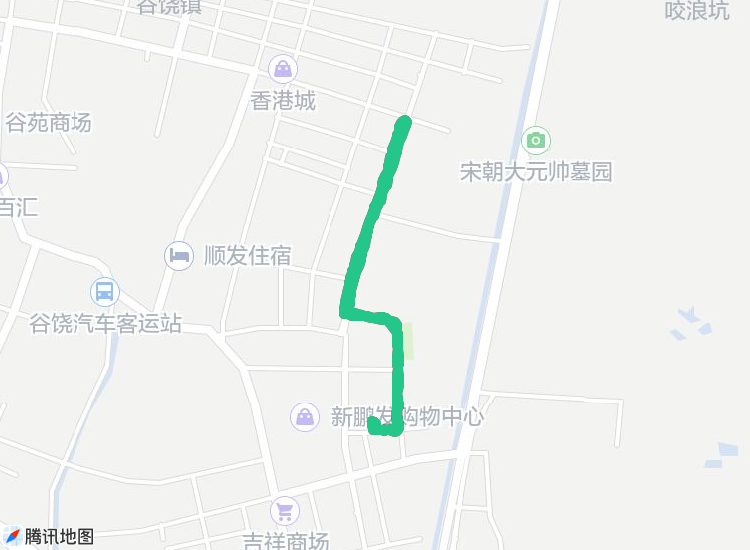 谷饶镇
咬浪坑
香港城
谷苑商场
宋朝大元帅墓园
百汇
顺发住宿
谷饶汽车客运站
新鹏发购物中心
吉祥商场
腾讯地图